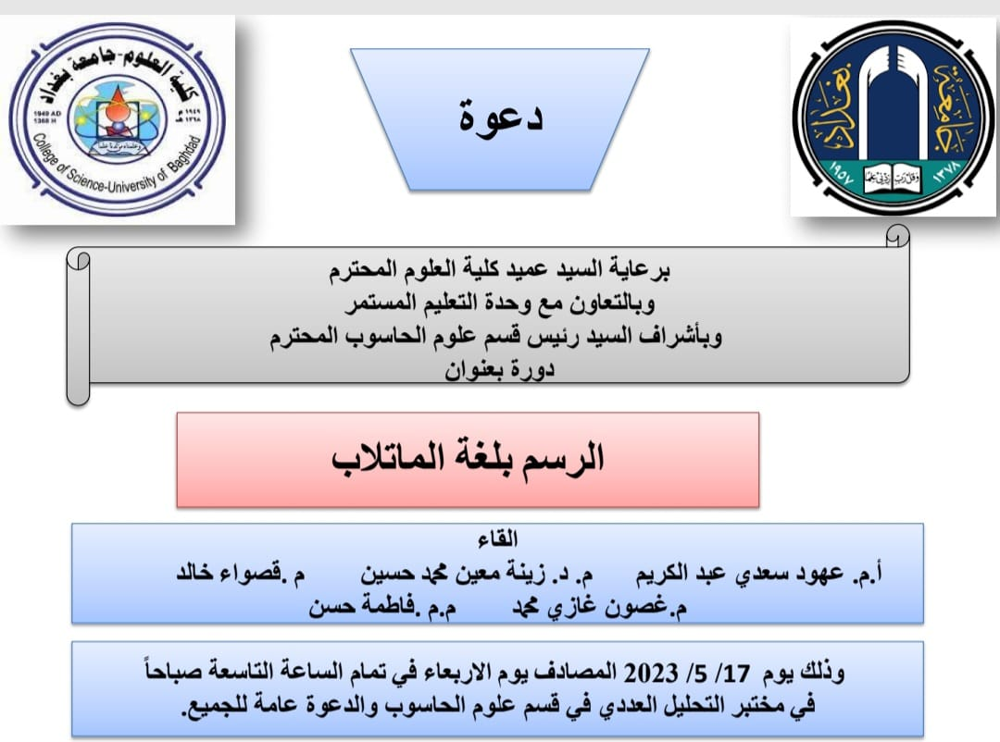 كلية العلوم-جامعة بغداد
1949 AD
1368 H
١٩٤٩ م
١٣٦٨ هـ
College of Science-University of Baghdad
دعوة
جامعة بغداد
وقل رب زدني علما
١٩٥٧
١٣٧٨
برعاية السيد عميد كلية العلوم المحترم
وبالتعاون مع وحدة التعليم المستمر
وبأشراف السيد رئيس قسم علوم الحاسوب المحترم
دورة بعنوان
الرسم بلغة الماتلاب
القاء
أ.م. عهود سعدي عبد الكريم م. د. زينة معين محمد حسين م .قصواء خالد
م.غصون غازي محمد م.م .فاطمة حسن
وذلك يوم 17/ 5/ 2023 المصادف يوم الاربعاء في تمام الساعة التاسعة صباحاً
في مختبر التحليل العددي في قسم علوم الحاسوب والدعوة عامة للجميع.